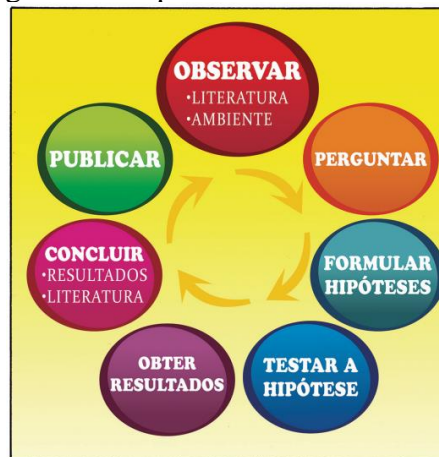 OBSERVAR
•LITERATURA
•AMBIENTE
PERGUNTAR
FORMULAR
HIPÓTESES
TESTAR A
HIPÓTESE
OBTER
RESULTADOS
CONCLUIR
•RESULTADOS
•LITERATURA
PUBLICAR